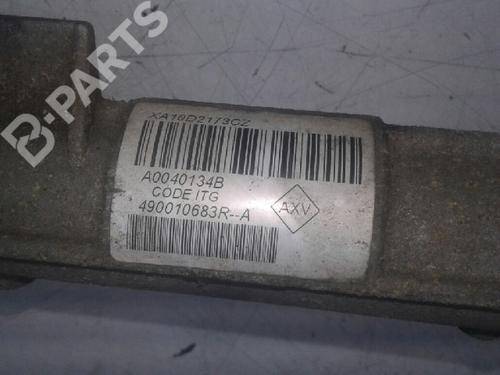 B-PARTS
XA10D2173CZ
A0040134B
CODE ITG
490010683R--A
AXV